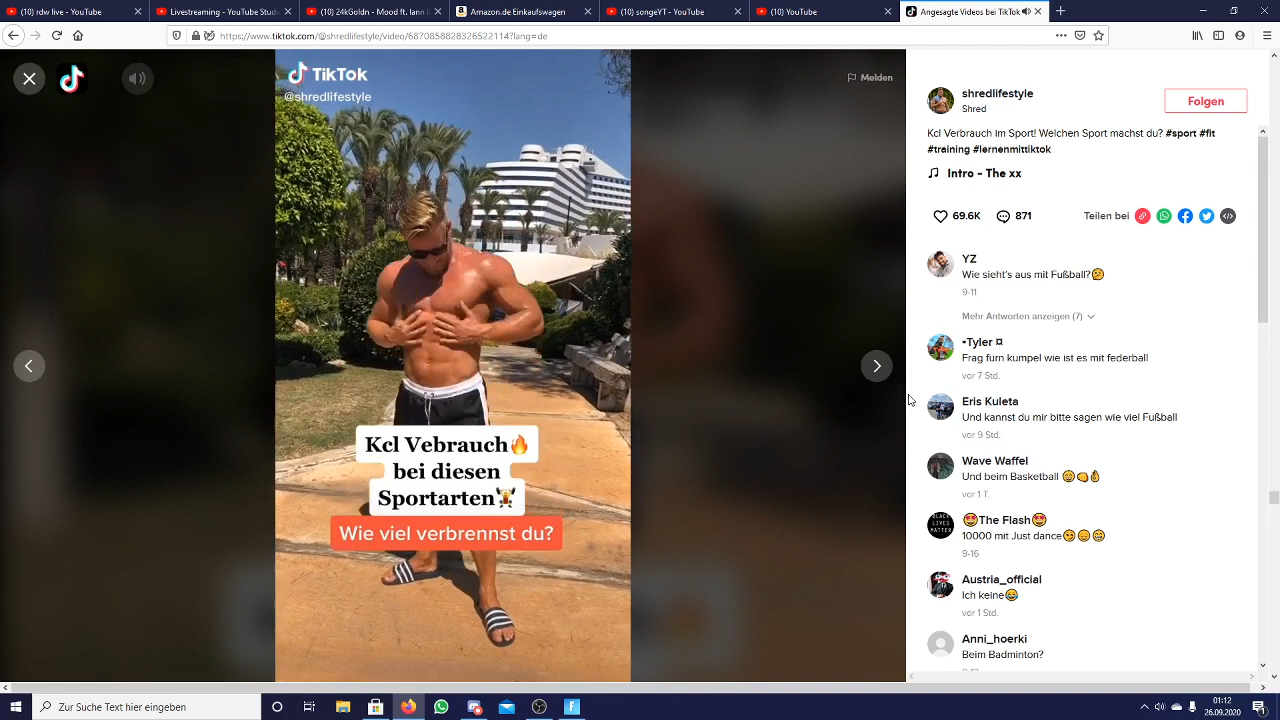 (10) rdw live - YouTube
Livestreaming - YouTube Stud
(10) 24kGoldn - Mood ft. Iann D
Amazon.de Einkaufswagen
(10) songeYT - YouTube
(10) YouTube
Angesagte Videos bei TikTok
https://www.tiktok.com/@shredlifestyle/video/6870858828326522114?lang=de
TikTok
@shredlifestyle
Melden
Kcl Vebrauch🔥
bei diesen
Sportarten🏋
Wie viel verbrennst du?
shredlifestyle
Shred
Folgen
Kcl Verbrauch im Sport! Welchen Sport machst du? #sport #fit
#training #lernenmittiktok
Intro - The xx
69.6K
871
Teilen bei
YZ
Wie sieht's aus mit Fußball?🤔
9-11
Mehr Antworten anzeigen (7)
▪Tyler ¤
Frag fürn kumpel wie ist es mit federball
vor 7 Std.
Eris Kuleta
Und kannst du mir bitte sagen wie viel Fußball
vor 9 Std.
Wave Waffel
Und beim Basketball
vor 1 T.
BLACK
LIVES
MATTER
😍The Flash😍
10000 mit Just dance
9-16
Austria_official
Ich keine😂
vor 1 Std.
Anni_hoerki
Beim Badminton?
Zur Suche Text hier eingeben
01:12
26.09.2020